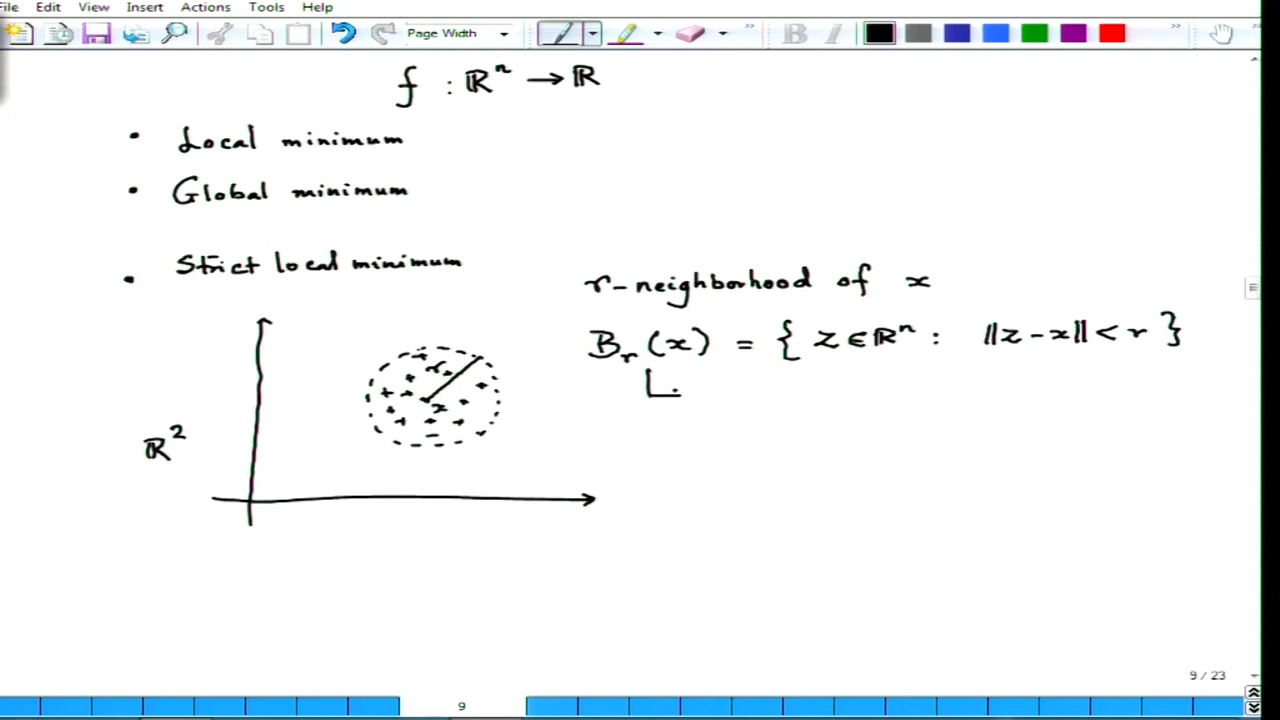 File Edit View Insert Actions Tools Help
Page Width
f : ℝⁿ → ℝ
• Local minimum
• Global minimum
• Strict local minimum
r-neighborhood of x
Bᵣ(x) = { z ∈ ℝⁿ : ‖z - x‖ < r }
r
x
ℝ²
9 / 23
9